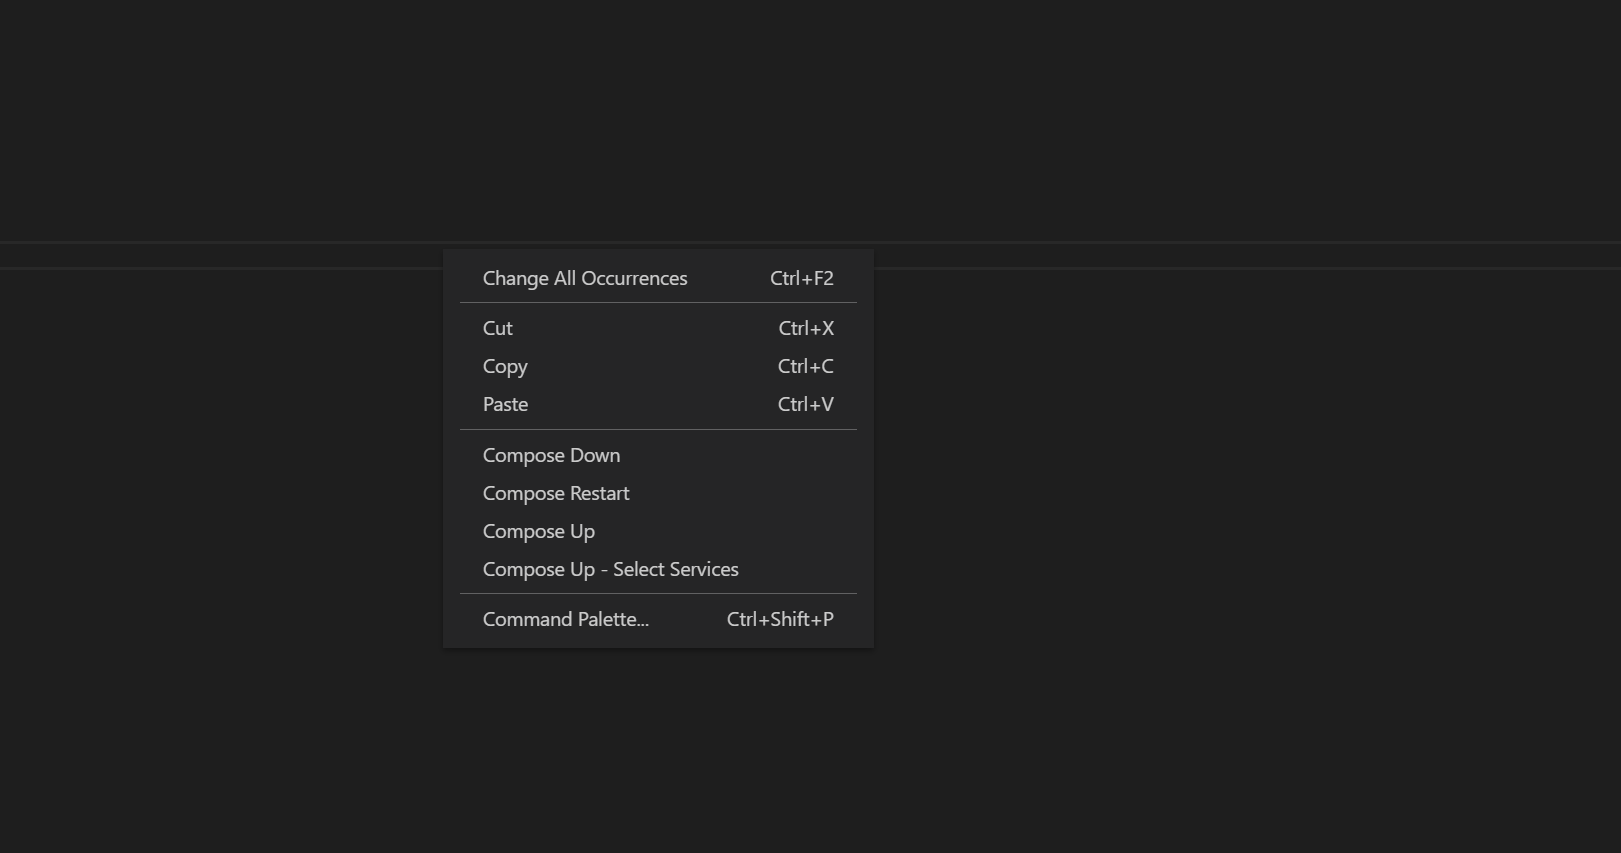 Change All Occurrences Ctrl+F2
Cut Ctrl+X
Copy Ctrl+C
Paste Ctrl+V
Compose Down
Compose Restart
Compose Up
Compose Up - Select Services
Command Palette... Ctrl+Shift+P